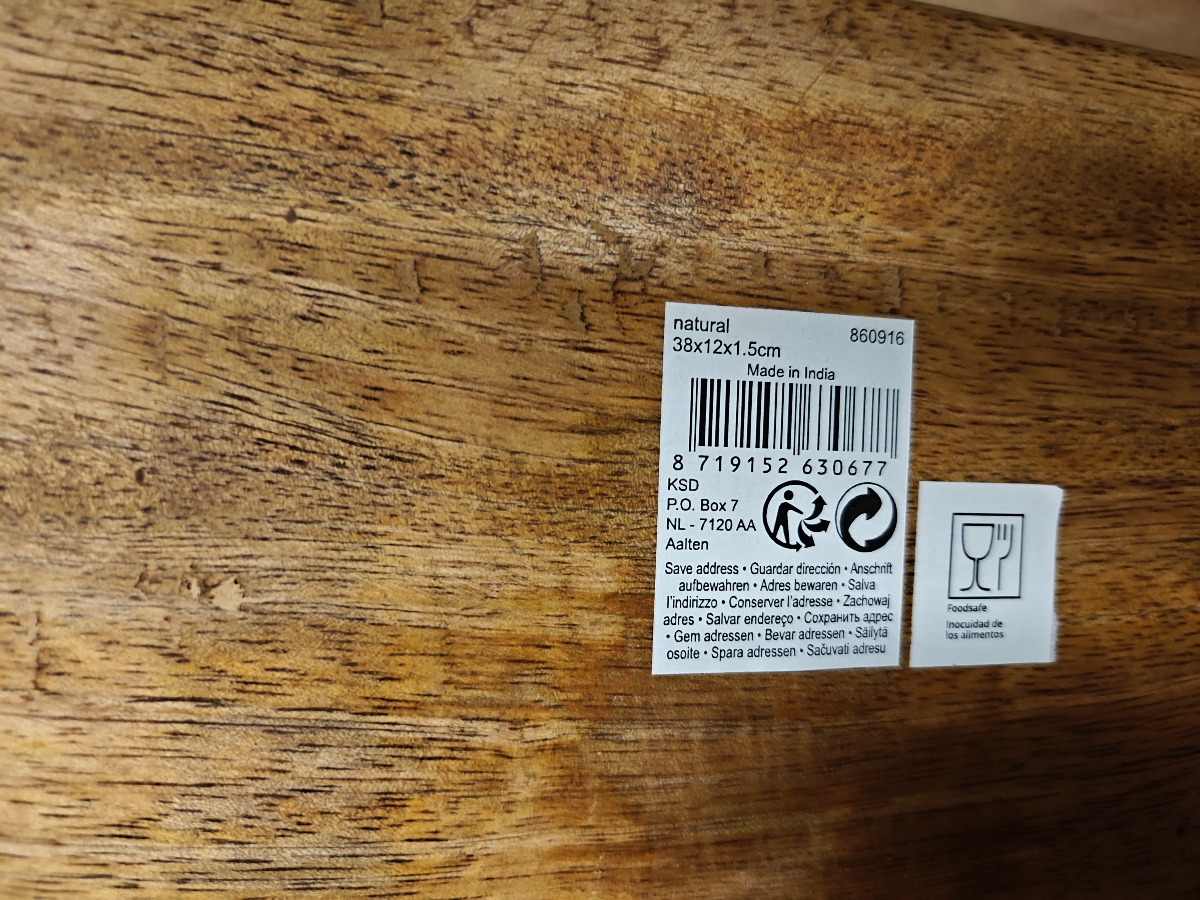 natural
860916
38x12x1.5cm
Made in India
8 719152 630677
KSD
P.O. Box 7
NL - 7120 AA
Aalten
Save address • Guardar dirección • Anschrift
aufbewahren • Adres bewaren • Salva
l'indirizzo • Conserver l'adresse • Zachowaj
adres • Salvar endereço • Сохранить адрес
• Gem adressen • Bevar adressen • Säilytä
osoite • Spara adressen • Sačuvati adresu
Foodsafe
Inocuidad de
los alimentos